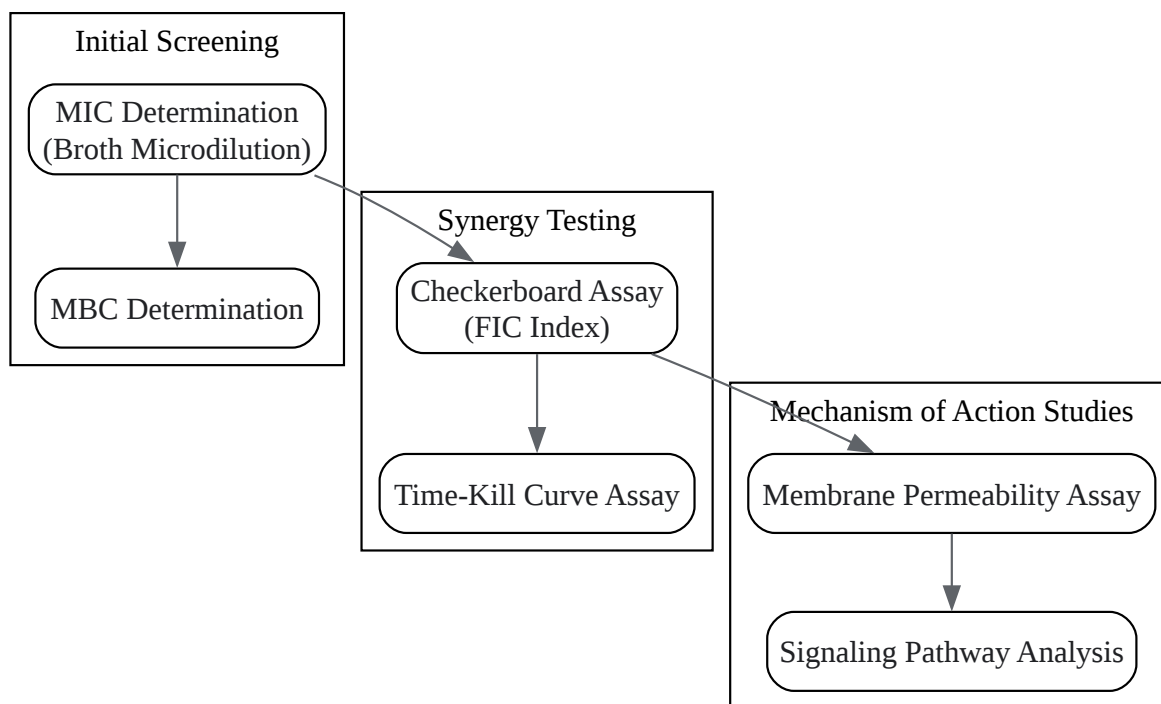 Initial Screening
MIC Determination
(Broth Microdilution)
MBC Determination
Synergy Testing
Checkerboard Assay
(FIC Index)
Time-Kill Curve Assay
Mechanism of Action Studies
Membrane Permeability Assay
Signaling Pathway Analysis